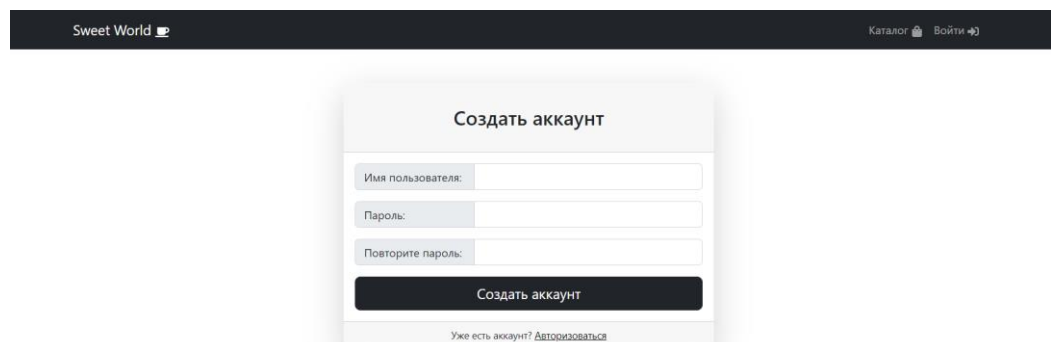 Sweet World
Каталог Войти
Создать аккаунт
Имя пользователя:
Пароль:
Повторите пароль:
Создать аккаунт
Уже есть аккаунт? Авторизоваться